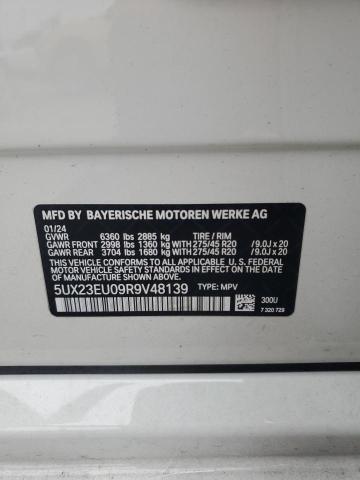 MFD BY BAYERISCHE MOTOREN WERKE AG
01/24
GVWR 6360 lbs 2885 kg TIRE / RIM
GAWR FRONT 2998 lbs 1360 kg WITH 275/45 R20 /9.0J x 20
GAWR REAR 3704 lbs 1680 kg WITH 275/45 R20 /9.0J x 20
THIS VEHICLE CONFORMS TO ALL APPLICABLE U. S. FEDERAL
MOTOR VEHICLE SAFETY STANDARDS IN EFFECT ON THE DATE
OF MANUFACTURE SHOWN ABOVE.
5UX23EU09R9V48139 TYPE: MPV
300U
7 320 729